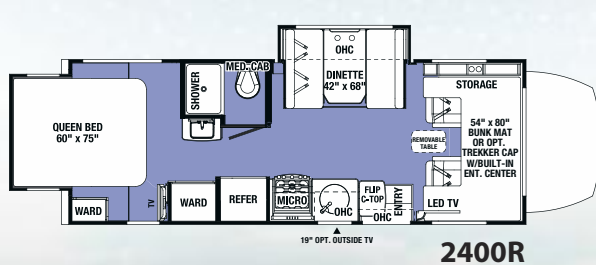 OHC
DINETTE
42" x 68"
MED. CAB
SHOWER
QUEEN BED
60" x 75"
STORAGE
54" x 80"
BUNK MAT
OR OPT.
TREKKER CAP
W/BUILT-IN
ENT. CENTER
REMOVABLE
TABLE
WARD
TV
WARD
REFER
MICRO
OHC
FLIP
C-TOP
OHC
ENTRY
LED TV
19" OPT. OUTSIDE TV
2400R